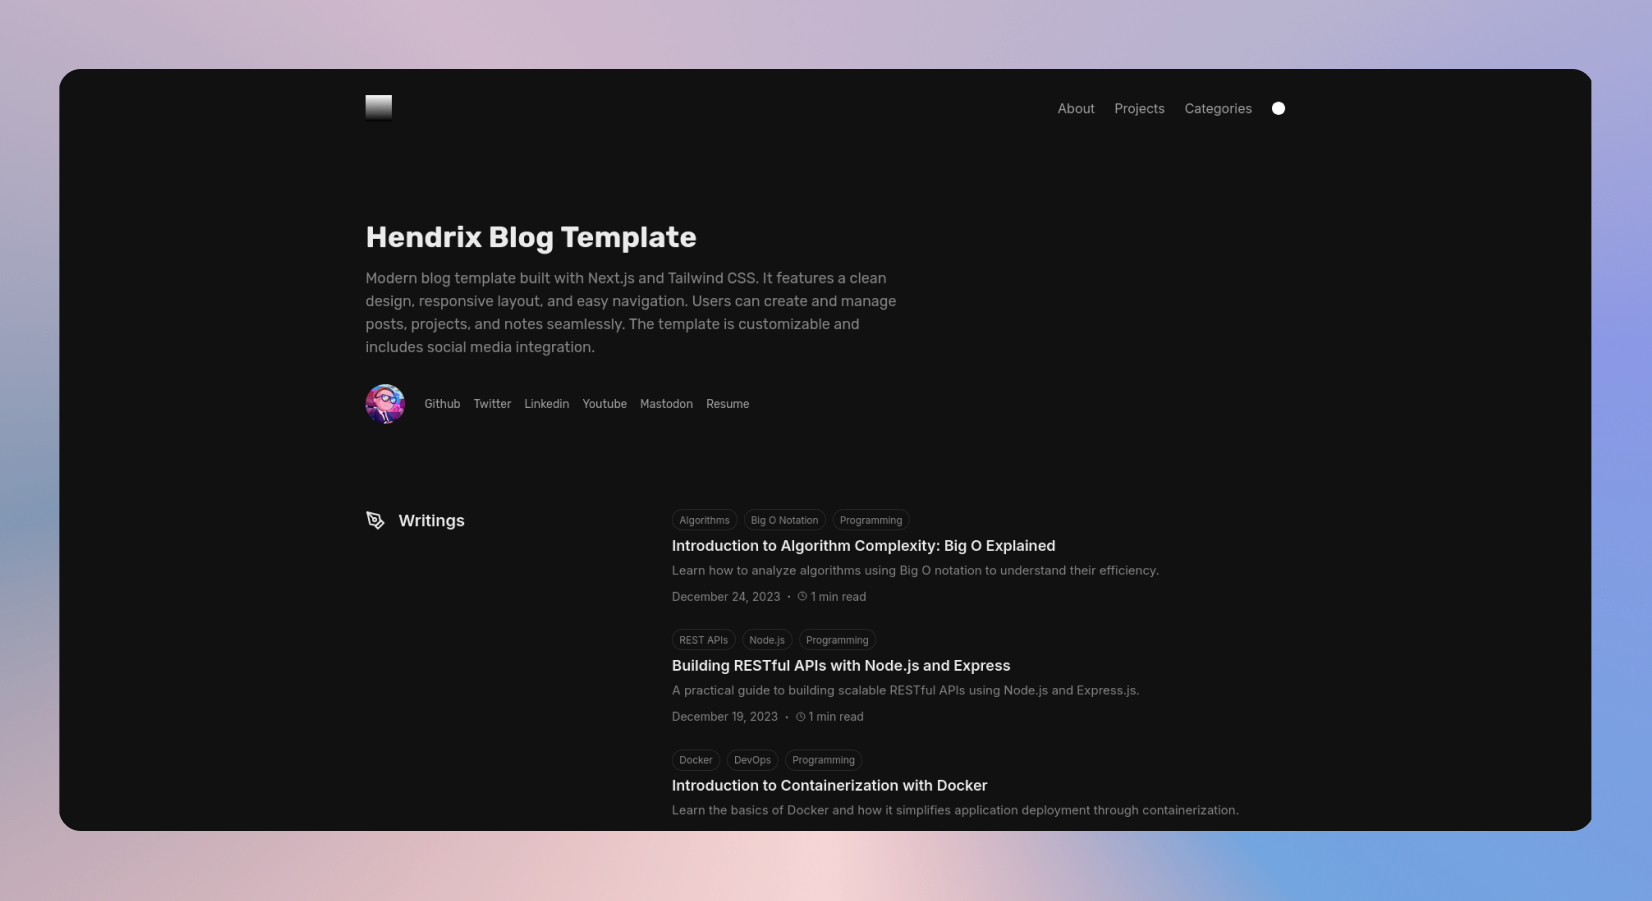 About Projects Categories
Hendrix Blog Template
Modern blog template built with Next.js and Tailwind CSS. It features a clean
design, responsive layout, and easy navigation. Users can create and manage
posts, projects, and notes seamlessly. The template is customizable and
includes social media integration.
Github Twitter Linkedin Youtube Mastodon Resume
Writings
Algorithms Big O Notation Programming
Introduction to Algorithm Complexity: Big O Explained
Learn how to analyze algorithms using Big O notation to understand their efficiency.
December 24, 2023 • 1 min read
REST APIs Node.js Programming
Building RESTful APIs with Node.js and Express
A practical guide to building scalable RESTful APIs using Node.js and Express.js.
December 19, 2023 • 1 min read
Docker DevOps Programming
Introduction to Containerization with Docker
Learn the basics of Docker and how it simplifies application deployment through containerization.